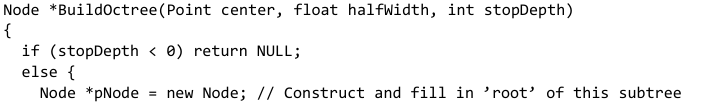 Node *BuildOctree(Point center, float halfWidth, int stopDepth)
{
if (stopDepth < 0) return NULL;
else {
Node *pNode = new Node; // Construct and fill in ’root’ of this subtree